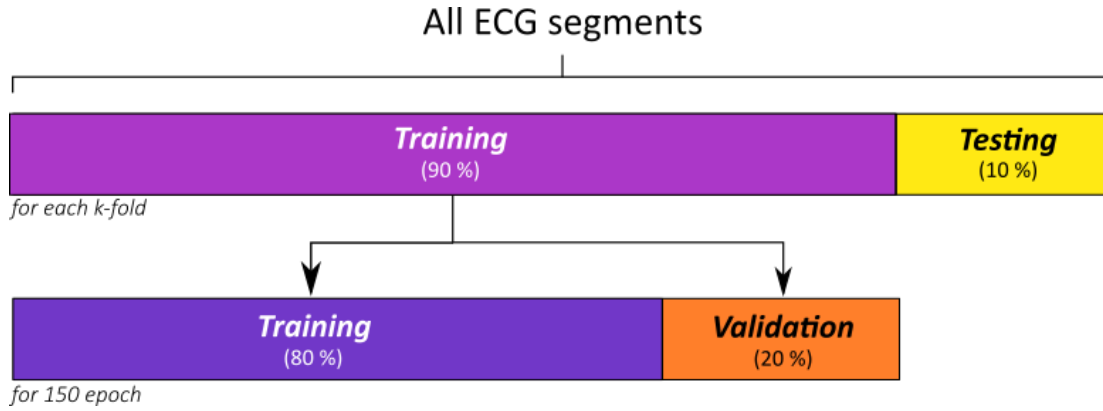 All ECG segments
Training
(90 %)
Testing
(10 %)
for each k-fold
Training
(80 %)
Validation
(20 %)
for 150 epoch